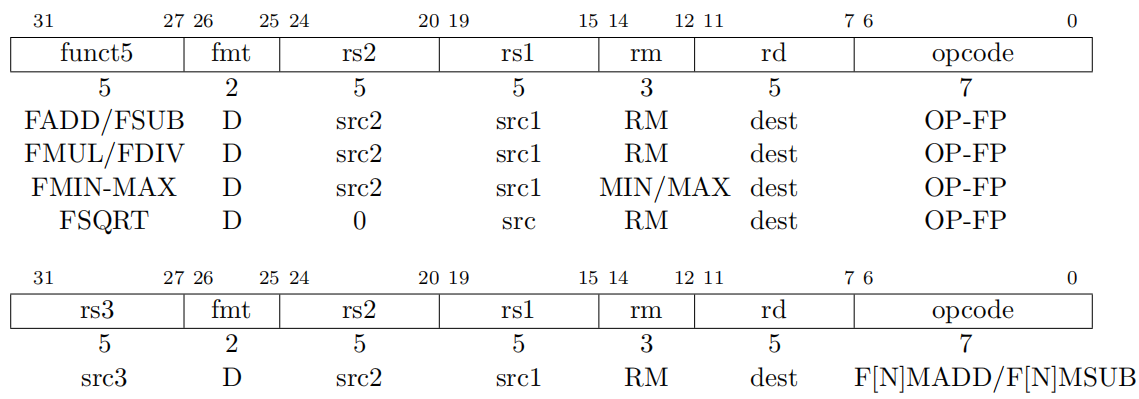 31 27 26 25 24 20 19 15 14 12 11 7 6 0
funct5 fmt rs2 rs1 rm rd opcode
5 2 5 5 3 5 7
FADD/FSUB D src2 src1 RM dest OP-FP
FMUL/FDIV D src2 src1 RM dest OP-FP
FMIN-MAX D src2 src1 MIN/MAX dest OP-FP
FSQRT D 0 src RM dest OP-FP
31 27 26 25 24 20 19 15 14 12 11 7 6 0
rs3 fmt rs2 rs1 rm rd opcode
5 2 5 5 3 5 7
src3 D src2 src1 RM dest F[N]MADD/F[N]MSUB